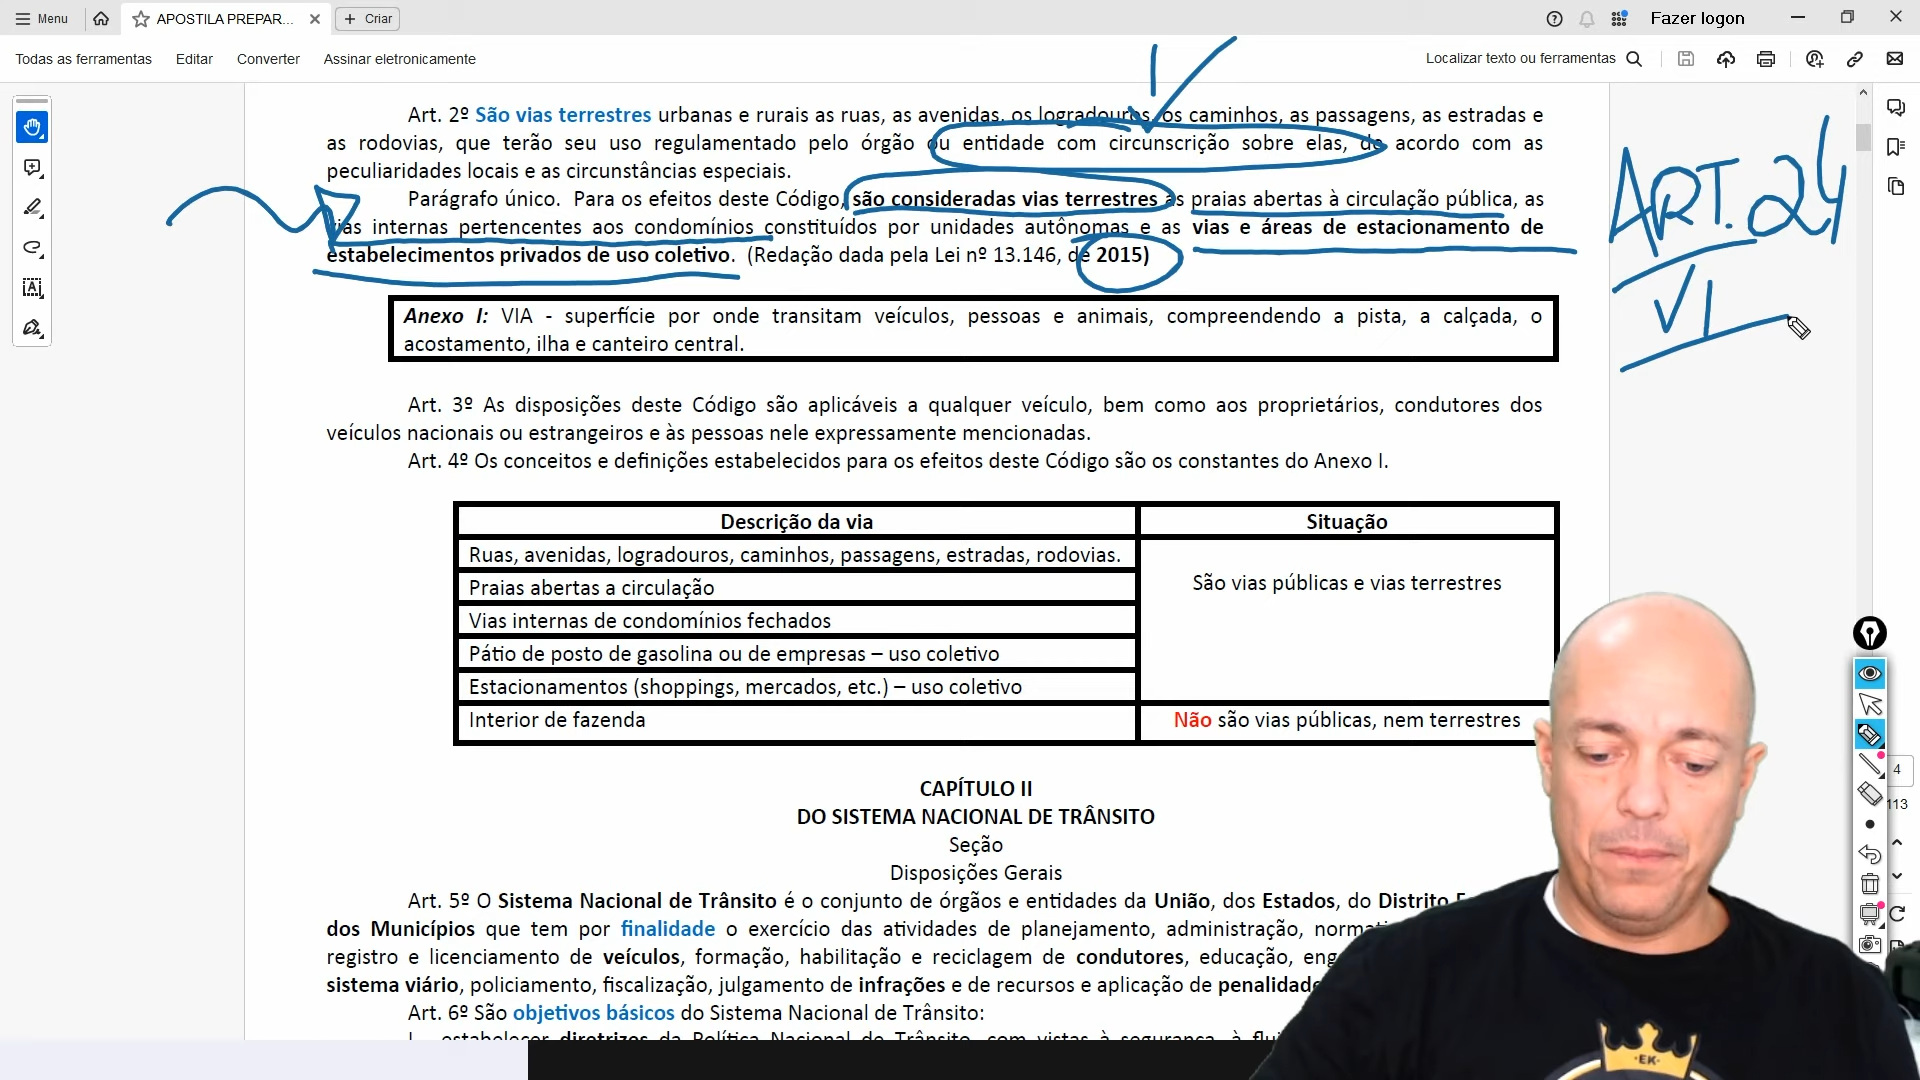 Menu
APOSTILA PREPAR...
Criar
Fazer logon
Todas as ferramentas
Editar
Converter
Assinar eletronicamente
Localizar texto ou ferramentas
Art. 2º São vias terrestres urbanas e rurais as ruas, as avenidas, os logradouros, os caminhos, as passagens, as estradas e
as rodovias, que terão seu uso regulamentado pelo órgão ou entidade com circunscrição sobre elas, de acordo com as
peculiaridades locais e as circunstâncias especiais.
Parágrafo único. Para os efeitos deste Código, são consideradas vias terrestres as praias abertas à circulação pública, as
vias internas pertencentes aos condomínios constituídos por unidades autônomas e as vias e áreas de estacionamento de
estabelecimentos privados de uso coletivo. (Redação dada pela Lei nº 13.146, de 2015)
ART. 24
VI
Anexo I: VIA - superfície por onde transitam veículos, pessoas e animais, compreendendo a pista, a calçada, o
acostamento, ilha e canteiro central.
Art. 3º As disposições deste Código são aplicáveis a qualquer veículo, bem como aos proprietários, condutores dos
veículos nacionais ou estrangeiros e às pessoas nele expressamente mencionadas.
Art. 4º Os conceitos e definições estabelecidos para os efeitos deste Código são os constantes do Anexo I.
Descrição da via
Situação
Ruas, avenidas, logradouros, caminhos, passagens, estradas, rodovias.
Praias abertas a circulação
São vias públicas e vias terrestres
Vias internas de condomínios fechados
Pátio de posto de gasolina ou de empresas – uso coletivo
Estacionamentos (shoppings, mercados, etc.) – uso coletivo
Interior de fazenda
Não são vias públicas, nem terrestres
4
113
CAPÍTULO II
DO SISTEMA NACIONAL DE TRÂNSITO
Seção
Disposições Gerais
Art. 5º O Sistema Nacional de Trânsito é o conjunto de órgãos e entidades da União, dos Estados, do Distrito
dos Municípios que tem por finalidade o exercício das atividades de planejamento, administração,
registro e licenciamento de veículos, formação, habilitação e reciclagem de condutores, educação,
sistema viário, policiamento, fiscalização, julgamento de infrações e de recursos e aplicação de
Art. 6º São objetivos básicos do Sistema Nacional de Trânsito:
I - estabelecer diretrizes da Política Nacional de Trânsito, com vistas à segurança, à
EK